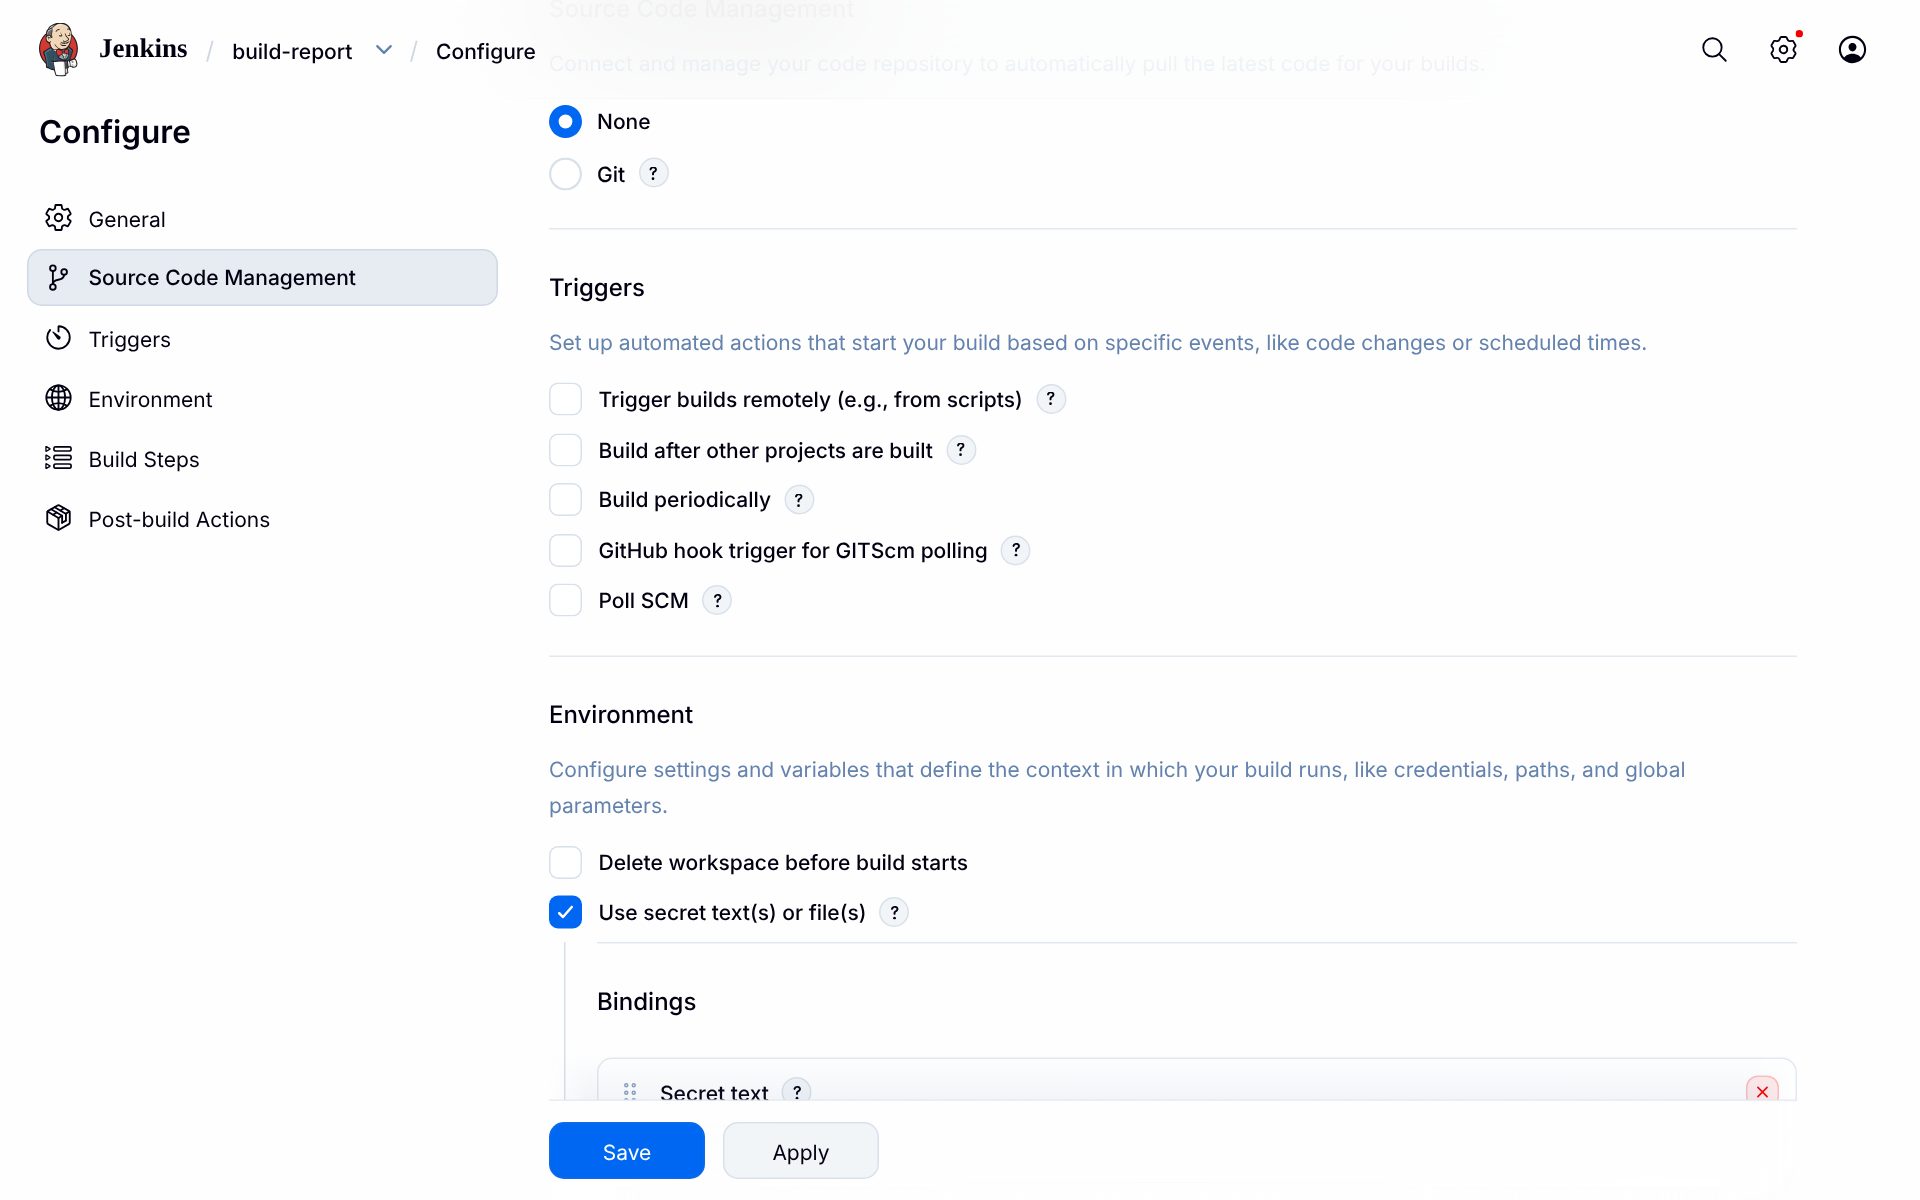 Source Code Management
Connect and manage your code repository to automatically pull the latest code for your builds.
Jenkins / build-report / Configure
Configure
General
Source Code Management
Triggers
Environment
Build Steps
Post-build Actions
None
Git ?
Triggers
Set up automated actions that start your build based on specific events, like code changes or scheduled times.
Trigger builds remotely (e.g., from scripts) ?
Build after other projects are built ?
Build periodically ?
GitHub hook trigger for GITScm polling ?
Poll SCM ?
Environment
Configure settings and variables that define the context in which your build runs, like credentials, paths, and global
parameters.
Delete workspace before build starts
Use secret text(s) or file(s) ?
Bindings
Secret text ?
Save
Apply